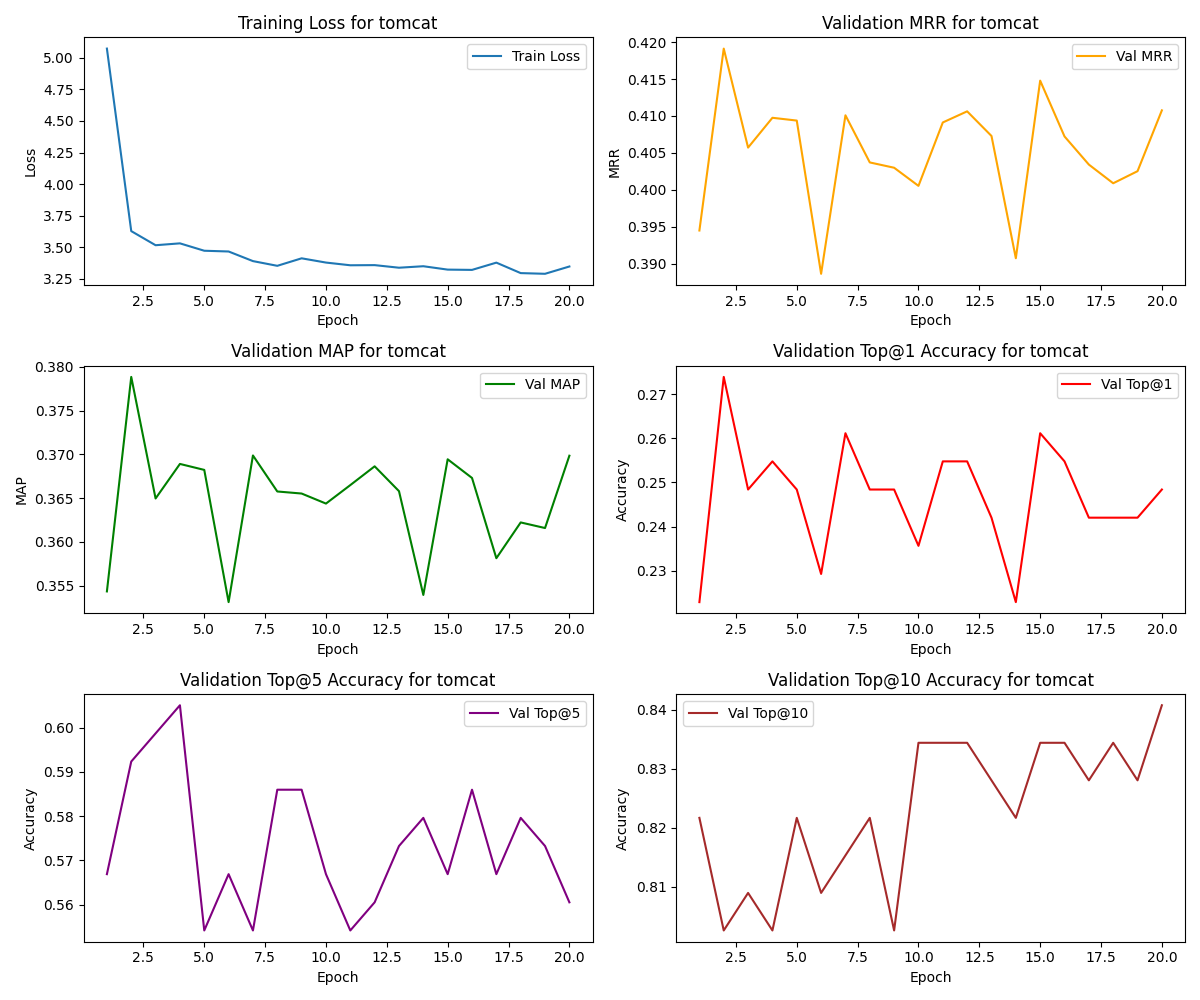 Training Loss for tomcat
Loss
5.00
4.75
4.50
4.25
4.00
3.75
3.50
3.25
Train Loss
2.5 5.0 7.5 10.0 12.5 15.0 17.5 20.0
Epoch
Validation MRR for tomcat
MRR
0.420
0.415
0.410
0.405
0.400
0.395
0.390
Val MRR
2.5 5.0 7.5 10.0 12.5 15.0 17.5 20.0
Epoch
Validation MAP for tomcat
MAP
0.380
0.375
0.370
0.365
0.360
0.355
Val MAP
2.5 5.0 7.5 10.0 12.5 15.0 17.5 20.0
Epoch
Validation Top@1 Accuracy for tomcat
Accuracy
0.27
0.26
0.25
0.24
0.23
Val Top@1
2.5 5.0 7.5 10.0 12.5 15.0 17.5 20.0
Epoch
Validation Top@5 Accuracy for tomcat
Accuracy
0.60
0.59
0.58
0.57
0.56
Val Top@5
2.5 5.0 7.5 10.0 12.5 15.0 17.5 20.0
Epoch
Validation Top@10 Accuracy for tomcat
Accuracy
0.84
0.83
0.82
0.81
Val Top@10
2.5 5.0 7.5 10.0 12.5 15.0 17.5 20.0
Epoch